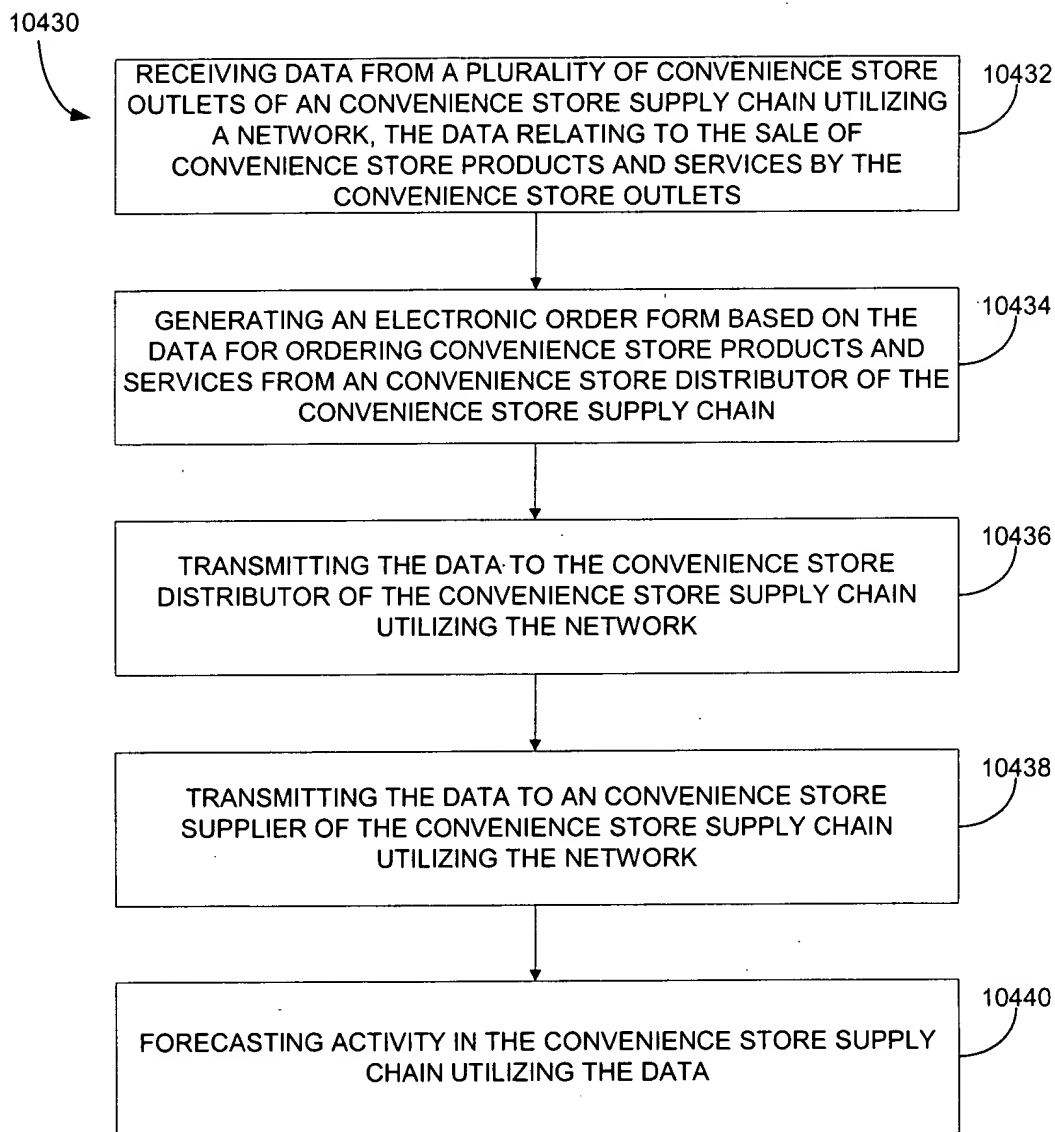 10430
RECEIVING DATA FROM A PLURALITY OF CONVENIENCE STORE
OUTLETS OF AN CONVENIENCE STORE SUPPLY CHAIN UTILIZING
A NETWORK, THE DATA RELATING TO THE SALE OF
CONVENIENCE STORE PRODUCTS AND SERVICES BY THE
CONVENIENCE STORE OUTLETS
10432
GENERATING AN ELECTRONIC ORDER FORM BASED ON THE
DATA FOR ORDERING CONVENIENCE STORE PRODUCTS AND
SERVICES FROM AN CONVENIENCE STORE DISTRIBUTOR OF THE
CONVENIENCE STORE SUPPLY CHAIN
10434
TRANSMITTING THE DATA TO THE CONVENIENCE STORE
DISTRIBUTOR OF THE CONVENIENCE STORE SUPPLY CHAIN
UTILIZING THE NETWORK
10436
TRANSMITTING THE DATA TO AN CONVENIENCE STORE
SUPPLIER OF THE CONVENIENCE STORE SUPPLY CHAIN
UTILIZING THE NETWORK
10438
FORECASTING ACTIVITY IN THE CONVENIENCE STORE SUPPLY
CHAIN UTILIZING THE DATA
10440